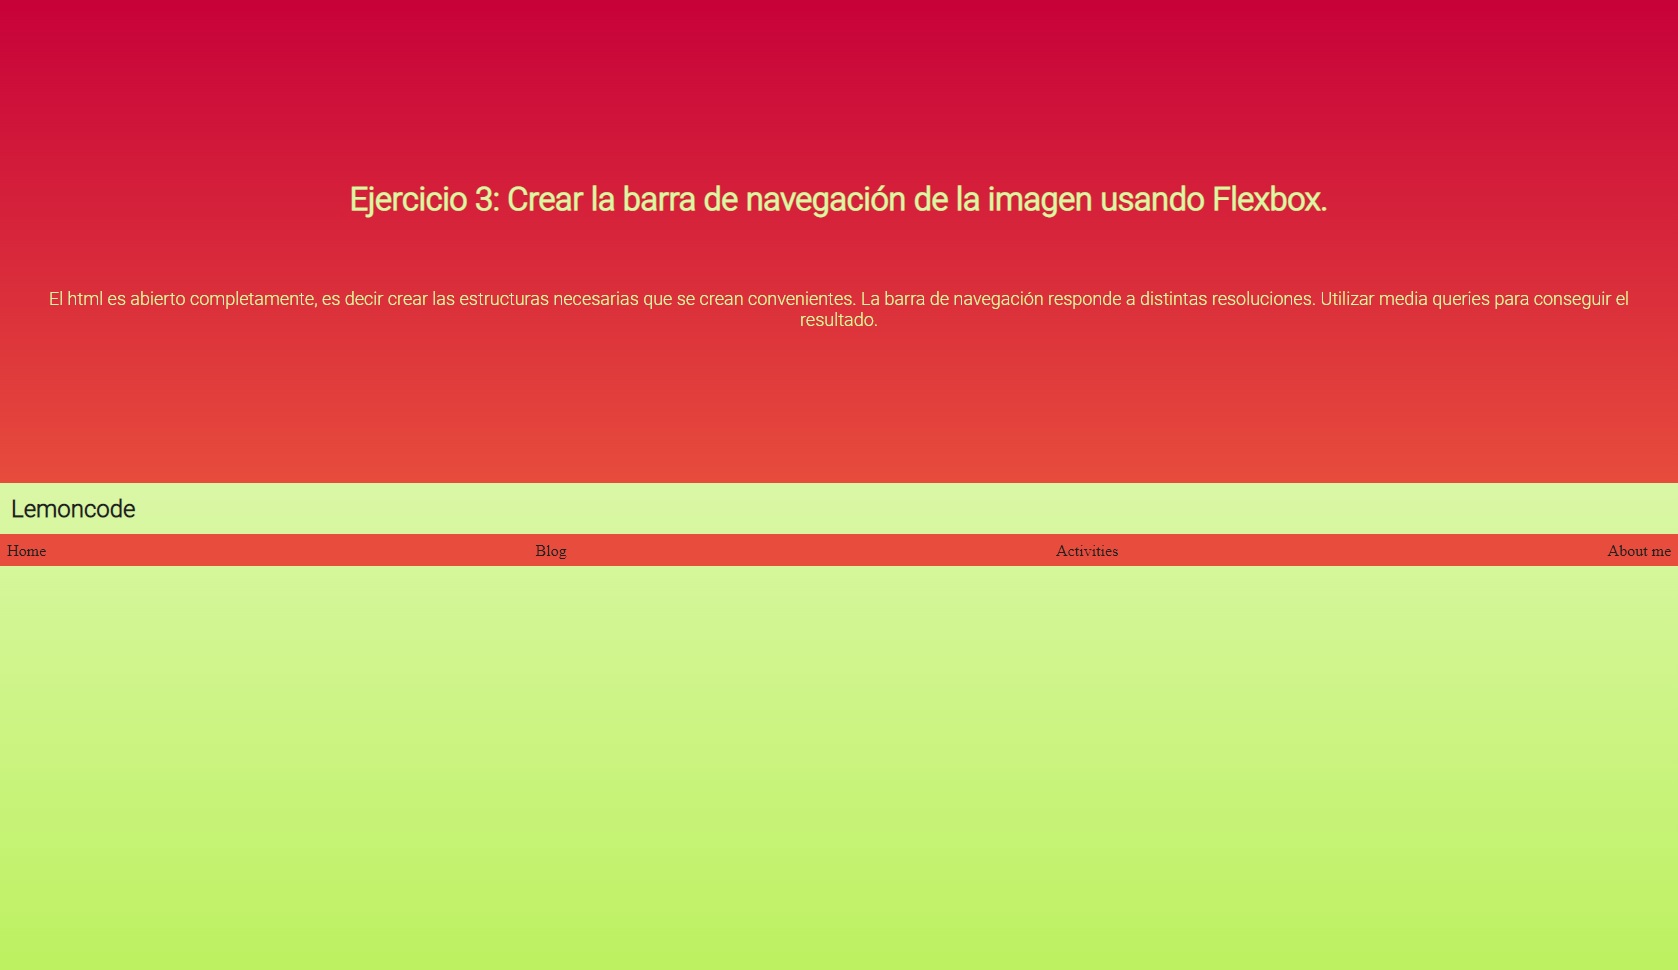 Ejercicio 3: Crear la barra de navegación de la imagen usando Flexbox.
El html es abierto completamente, es decir crear las estructuras necesarias que se crean convenientes. La barra de navegación responde a distintas resoluciones. Utilizar media queries para conseguir el
resultado.
Lemoncode
Home Blog Activities About me